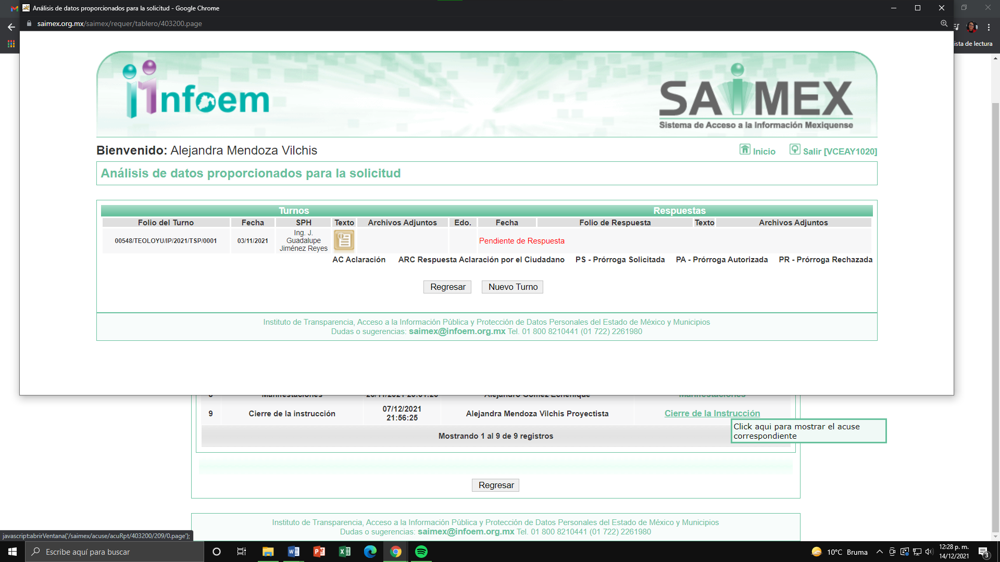 Análisis de datos proporcionados para la solicitud - Google Chrome
saimex.org.mx/saimex/requer/tablero/403200.page
ista de lectura
infoem
SAIMEX
Sistema de Acceso a la Información Mexiquense
Bienvenido: Alejandra Mendoza Vilchis
Inicio Salir [VCEAY1020]
Análisis de datos proporcionados para la solicitud
Turnos Respuestas
Folio del Turno Fecha SPH Texto Archivos Adjuntos Edo. Fecha Folio de Respuesta Texto Archivos Adjuntos
00548/TEOLOYU/IP/2021/TSP/0001 03/11/2021 Ing. J. Guadalupe Jiménez Reyes Pendiente de Respuesta
AC Aclaración ARC Respuesta Aclaración por el Ciudadano PS - Prórroga Solicitada PA - Prórroga Autorizada PR - Prórroga Rechazada
Regresar Nuevo Turno
Instituto de Transparencia, Acceso a la Información Pública y Protección de Datos Personales del Estado de México y Municipios
Dudas o sugerencias: saimex@infoem.org.mx Tel. 01 800 8210441 (01 722) 2261980
Manifestaciones Alejandro Gómez Echenique Manifestaciones
9 Cierre de la instrucción 07/12/2021 21:56:25 Alejandra Mendoza Vilchis Proyectista Cierre de la Instrucción
Click aqui para mostrar el acuse
correspondiente
Mostrando 1 al 9 de 9 registros
Regresar
Instituto de Transparencia, Acceso a la Información Pública y Protección de Datos Personales del Estado de México y Municipios
Dudas o sugerencias: saimex@infoem.org.mx Tel. 01 800 8210441 (01 722) 2261980
javascript:abrirVentana('/saimex/acuse/acuRpt/403200/209/0.page');
Escribe aquí para buscar
10°C Bruma
12:28 p. m.
14/12/2021
3